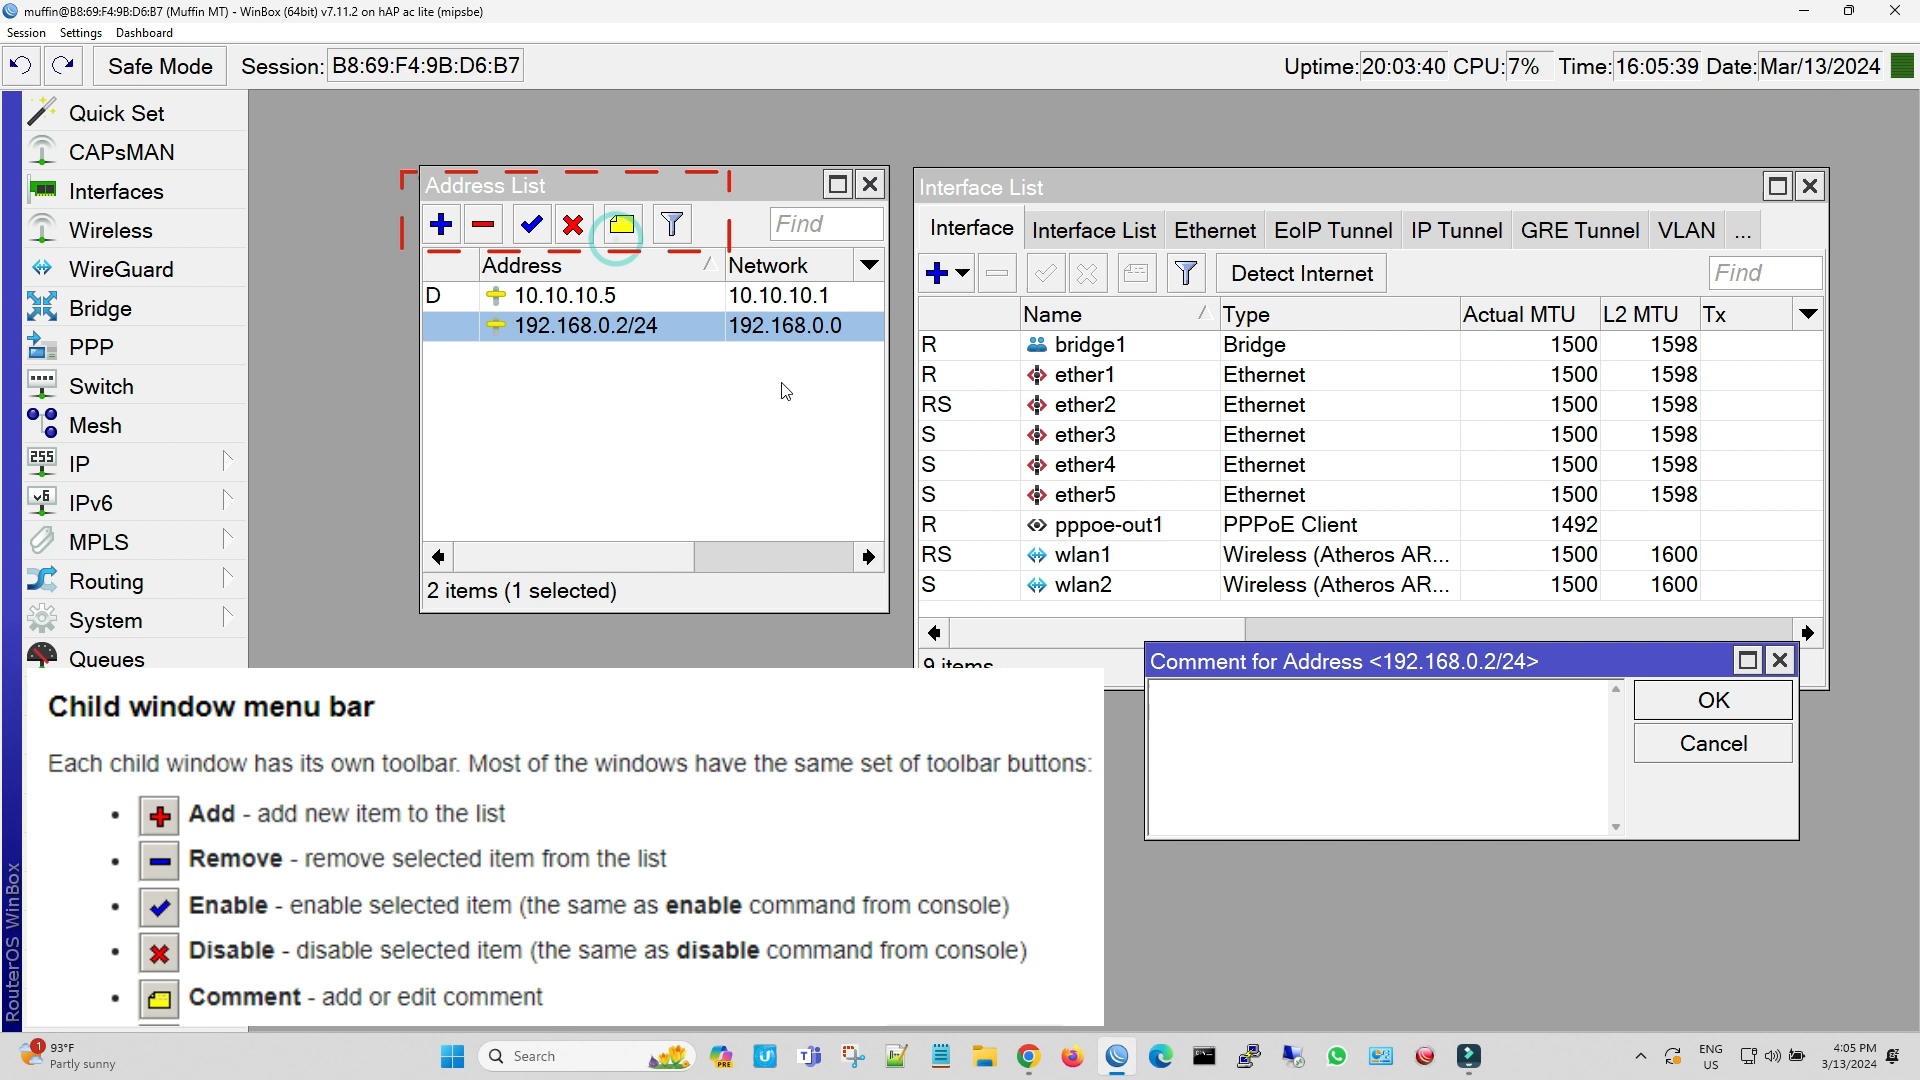 muffin@B8:69:F4:9B:D6:B7 (Muffin MT) - WinBox (64bit) v7.11.2 on hAP ac lite (mipsbe)
Session Settings Dashboard
Safe Mode Session: B8:69:F4:9B:D6:B7 Uptime: 20:03:40 CPU: 7% Time: 16:05:39 Date: Mar/13/2024
Quick Set
CAPsMAN
Interfaces
Wireless
WireGuard
Bridge
PPP
Switch
Mesh
IP
IPv6
MPLS
Routing
System
Queues
RouterOS WinBox
Address List
Find
Address Network
D 10.10.10.5 10.10.10.1
192.168.0.2/24 192.168.0.0
2 items (1 selected)
Interface List
Interface Interface List Ethernet EoIP Tunnel IP Tunnel GRE Tunnel VLAN ...
Detect Internet Find
Name Type Actual MTU L2 MTU Tx
R bridge1 Bridge 1500 1598
R ether1 Ethernet 1500 1598
RS ether2 Ethernet 1500 1598
S ether3 Ethernet 1500 1598
S ether4 Ethernet 1500 1598
S ether5 Ethernet 1500 1598
R pppoe-out1 PPPoE Client 1492
RS wlan1 Wireless (Atheros AR... 1500 1600
S wlan2 Wireless (Atheros AR... 1500 1600
9 items
Comment for Address <192.168.0.2/24>
OK
Cancel
Child window menu bar
Each child window has its own toolbar. Most of the windows have the same set of toolbar buttons:
• Add - add new item to the list
• Remove - remove selected item from the list
• Enable - enable selected item (the same as enable command from console)
• Disable - disable selected item (the same as disable command from console)
• Comment - add or edit comment
1 93°F
Partly sunny
Search
PRE
ENG
US
4:05 PM
3/13/2024